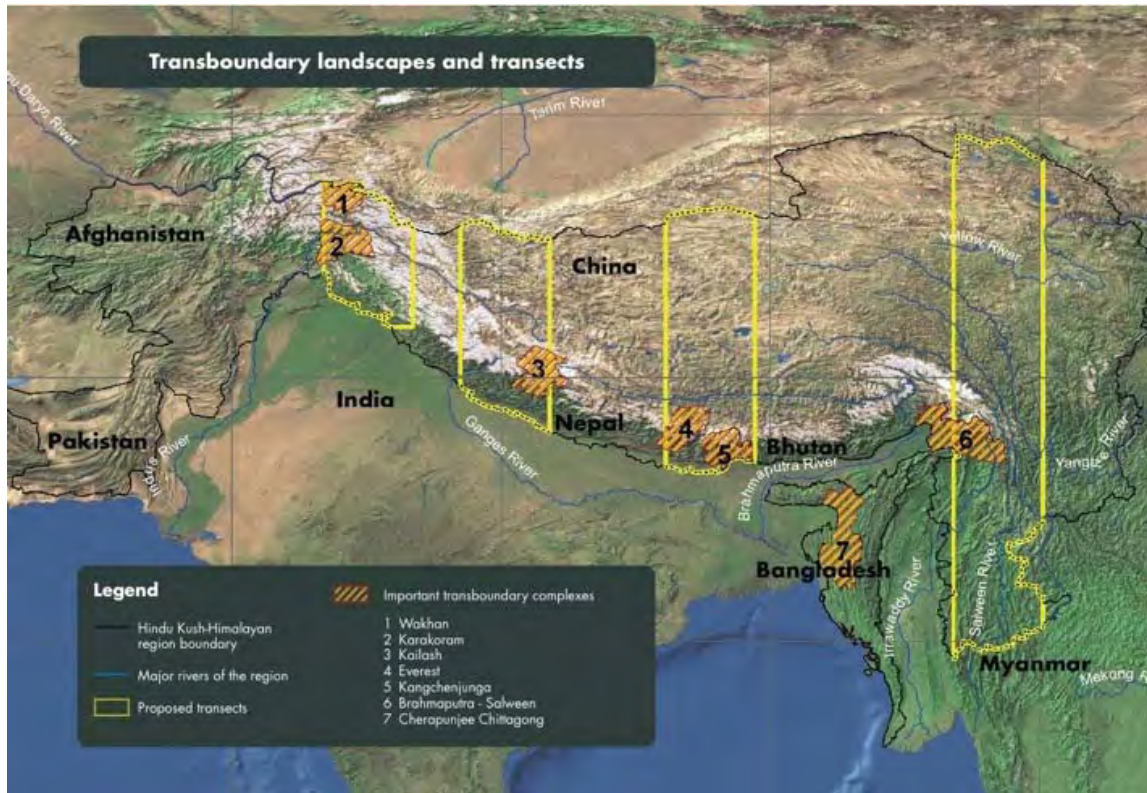 Transboundary landscapes and transects
Daryo River
Tarim River
1
Afghanistan
2
China
Yellow River
3
India
Nepal
Pakistan
Indus River
Ganges River
4
5
Bhutan
6
Brahmaputra River
Yangtze River
7
Bangladesh
Irrawaddy River
Salween River
Myanmar
Mekong
Legend
Hindu Kush-Himalayan
region boundary
Major rivers of the region
Proposed transects
Important transboundary complexes
1 Wakhan
2 Karakoram
3 Kailash
4 Everest
5 Kangchenjunga
6 Brahmaputra - Salween
7 Cherapunjee Chittagong